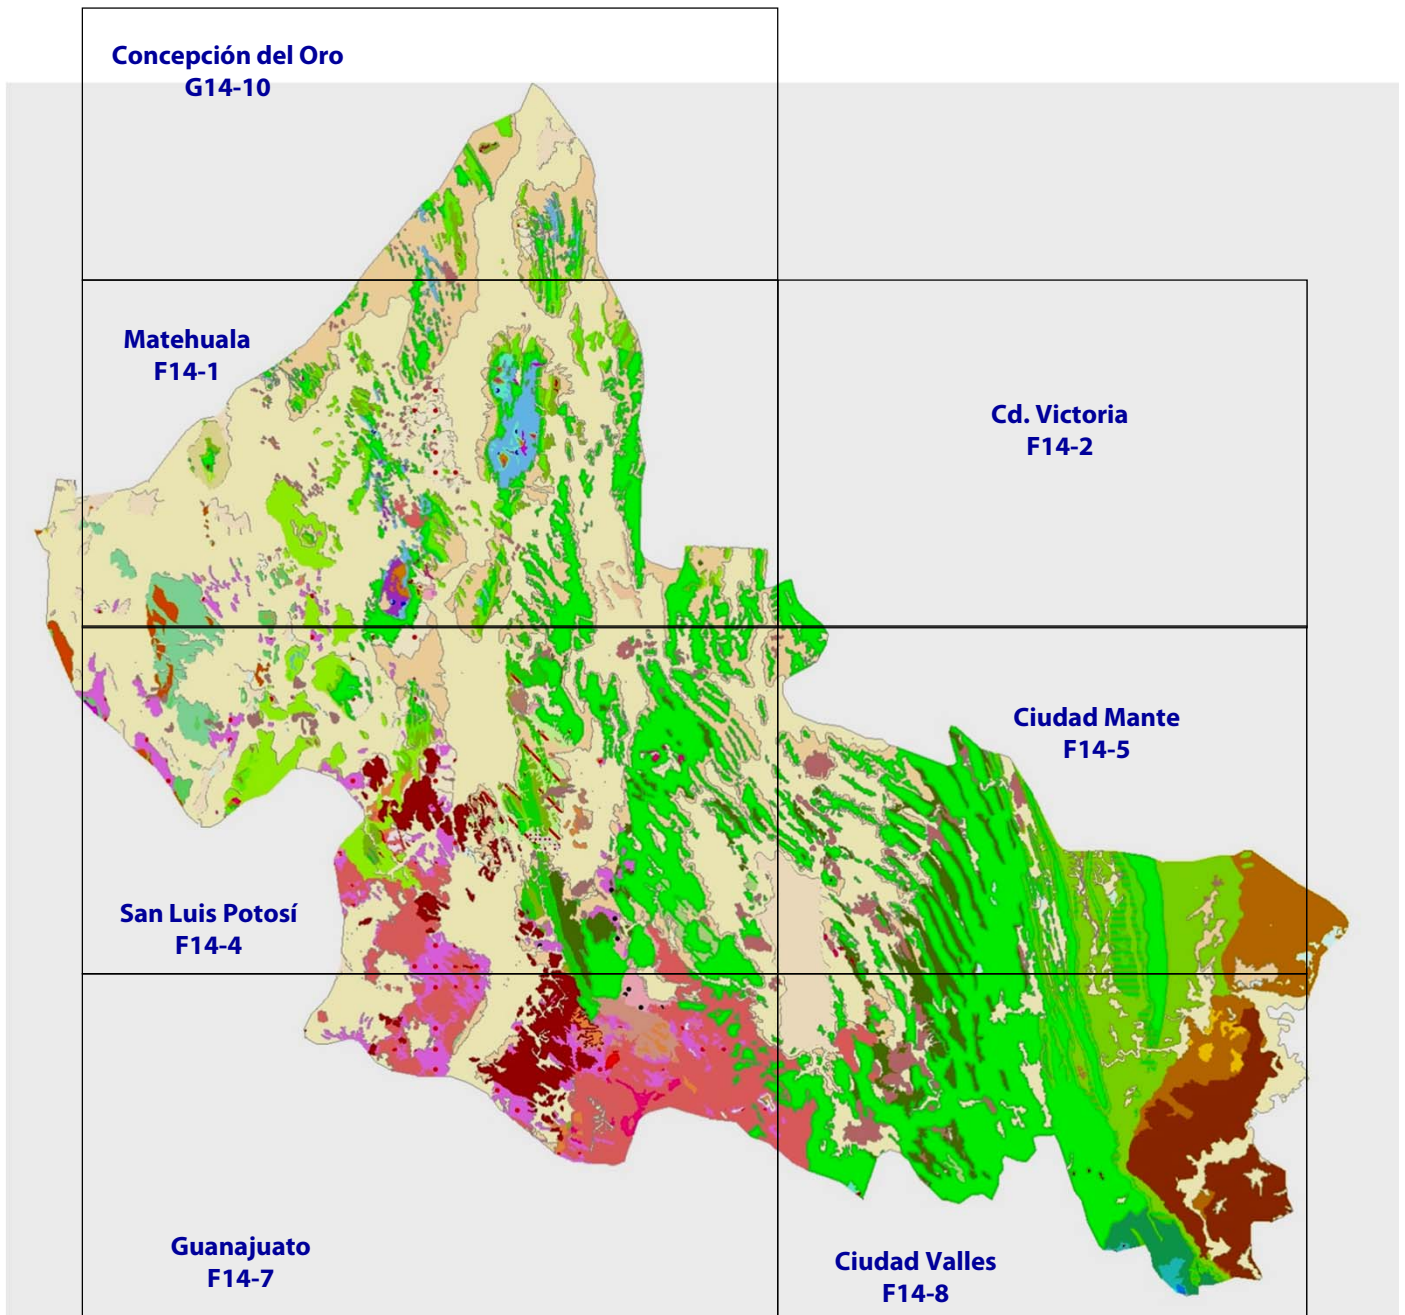 Concepción del Oro
G14-10
Matehuala
F14-1
Cd. Victoria
F14-2
Ciudad Mante
F14-5
San Luis Potosí
F14-4
Guanajuato
F14-7
Ciudad Valles
F14-8